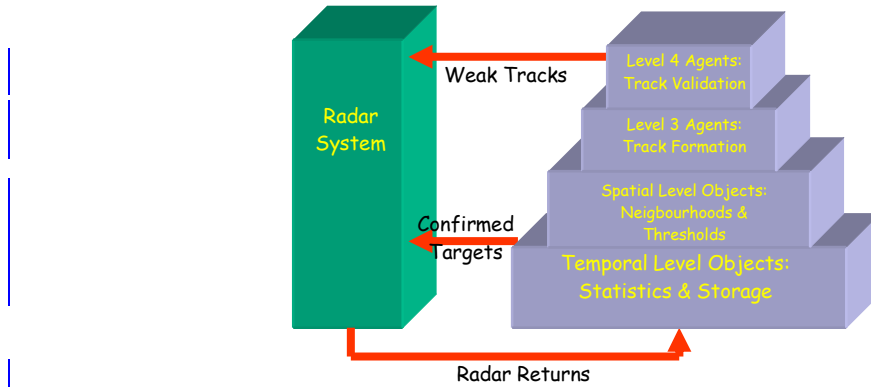 Level 4 Agents:
Track Validation
Weak Tracks
Radar
System
Level 3 Agents:
Track Formation
Spatial Level Objects:
Neigbourhoods &
Thresholds
Confirmed
Targets
Temporal Level Objects:
Statistics & Storage
Radar Returns